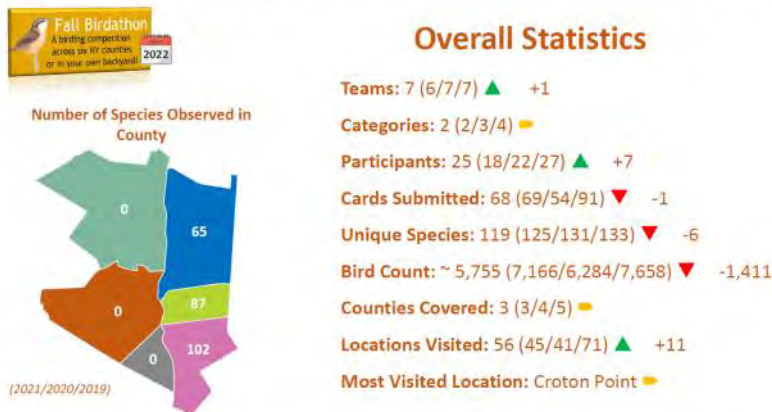 Fall Birdathon
A birding competition
across six NY counties
or in your own backyard!
2022
Overall Statistics
Number of Species Observed in
County
0
65
0
87
0
102
(2021/2020/2019)
Teams: 7 (6/7/7) ▲ +1
Categories: 2 (2/3/4)
Participants: 25 (18/22/27) ▲ +7
Cards Submitted: 68 (69/54/91) ▼ -1
Unique Species: 119 (125/131/133) ▼ -6
Bird Count: ~ 5,755 (7,166/6,284/7,658) ▼ -1,411
Counties Covered: 3 (3/4/5)
Locations Visited: 56 (45/41/71) ▲ +11
Most Visited Location: Croton Point